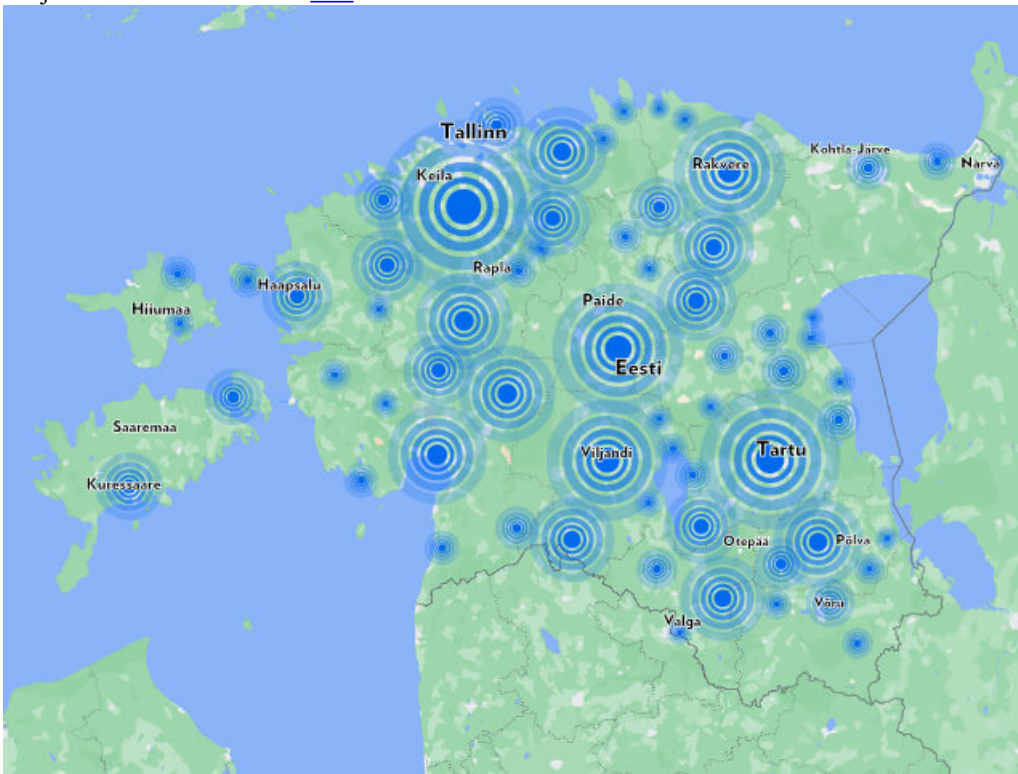 Tallinn
Kohtla-Järve
Rakvere
Narva
Keila
Rapla
Haapsalu
Paide
Hiiumaa
Eesti
Saaremaa
Viljandi
Tartu
Kuressaare
Otepää
Põlva
Võru
Valga